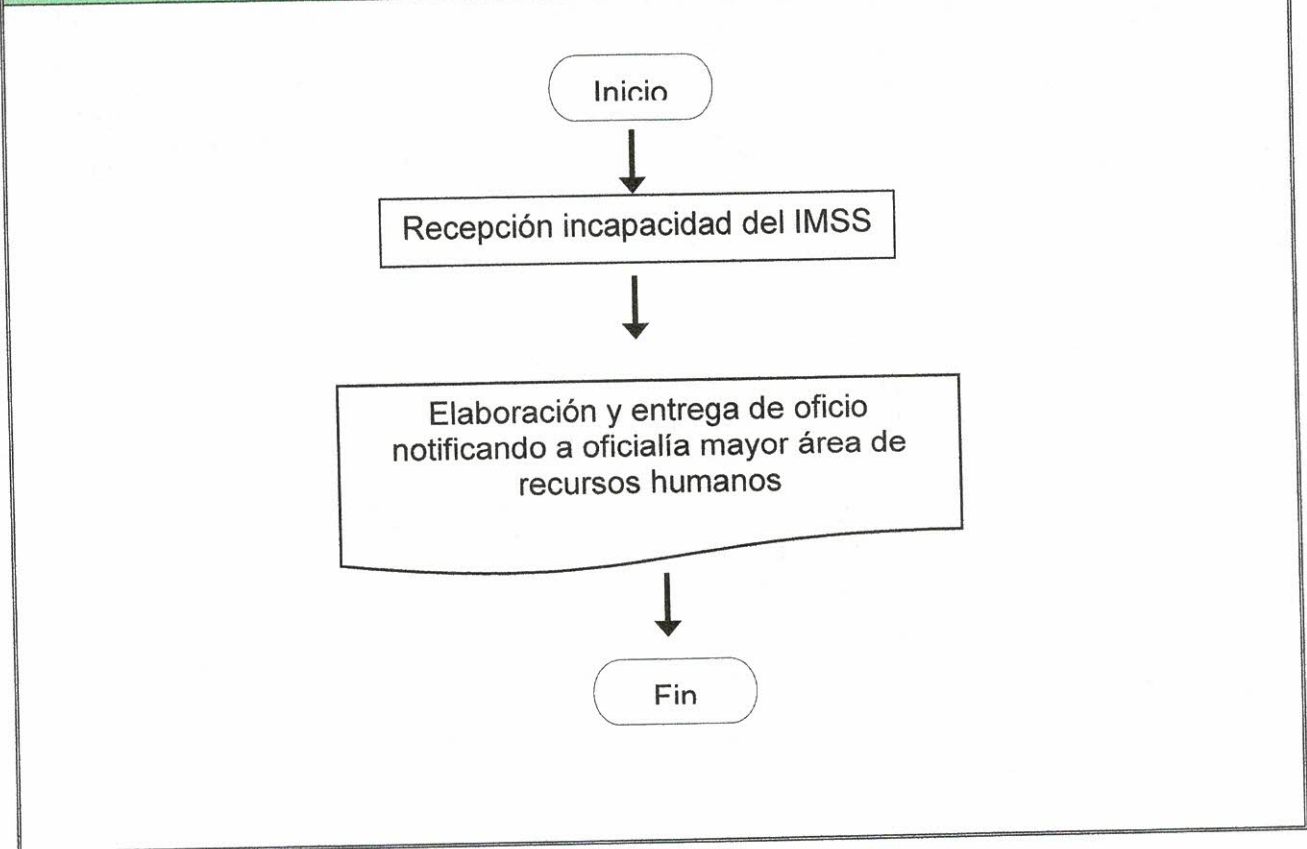 Inicio
Recepción incapacidad del IMSS
Elaboración y entrega de oficio
notificando a oficialía mayor área de
recursos humanos
Fin